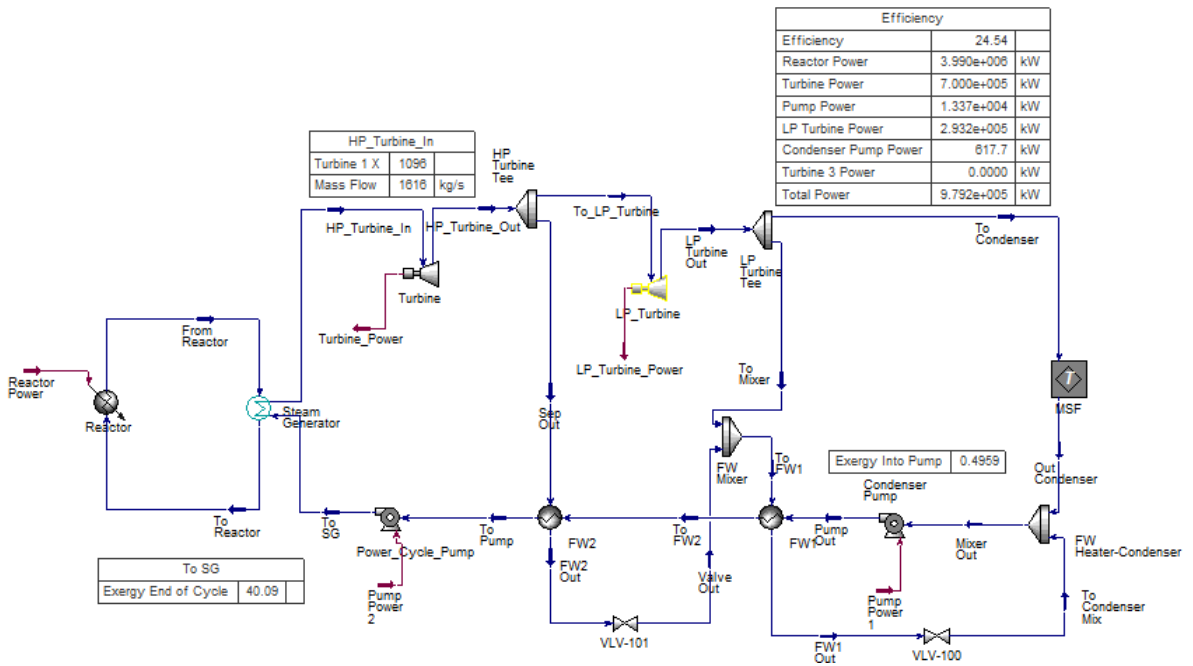 Efficiency
Efficiency 24.54
Reactor Power 3.990e+006 kW
Turbine Power 7.000e+005 kW
Pump Power 1.337e+004 kW
LP Turbine Power 2.932e+005 kW
Condenser Pump Power 617.7 kW
Turbine 3 Power 0.0000 kW
Total Power 9.792e+005 kW
HP_Turbine_In
Turbine 1 X 1096
Mass Flow 1616 kg/s
HP
Turbine
Tee
HP_Turbine_In
HP_Turbine_Out
To_LP_Turbine
LP
Turbine
Out
LP
Turbine
Tee
To
Condenser
Turbine
Turbine_Power
LP_Turbine
LP_Turbine_Power
From
Reactor
Reactor
Power
Reactor
Steam
Generator
To
Reactor
Sep
Out
To
Mixer
FW
Mixer
To
FW1
MSF
Out
Condenser
Exergy Into Pump 0.4959
Condenser
Pump
To
SG
Power_Cycle_Pump
To
Pump
FW2
To
FW2
FW1
Pump
Out
Mixer
Out
FW
Heater-Condenser
To SG
Exergy End of Cycle 40.09
Pump
Power
2
FW2
Out
VLV-101
Valve
Out
Pump
Power
1
To
Condenser
Mix
FW1
Out
VLV-100